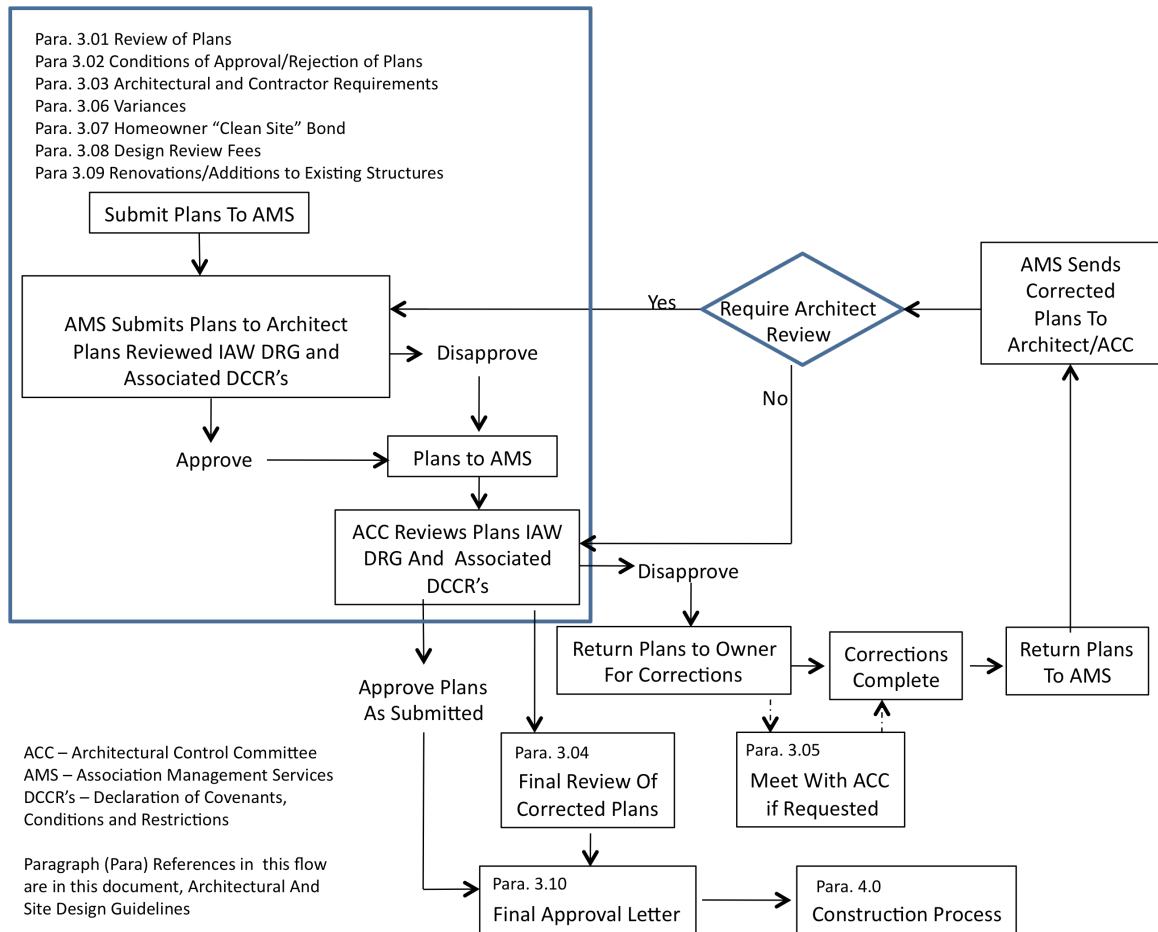 Para. 3.01 Review of Plans
Para 3.02 Conditions of Approval/Rejection of Plans
Para. 3.03 Architectural and Contractor Requirements
Para. 3.06 Variances
Para. 3.07 Homeowner “Clean Site” Bond
Para. 3.08 Design Review Fees
Para 3.09 Renovations/Additions to Existing Structures
Submit Plans To AMS
AMS Submits Plans to Architect
Plans Reviewed IAW DRG and
Associated DCCR’s
Disapprove
Approve
Plans to AMS
ACC Reviews Plans IAW
DRG And Associated
DCCR’s
Yes
Require Architect
Review
No
AMS Sends
Corrected
Plans To
Architect/ACC
Disapprove
Return Plans to Owner
For Corrections
Corrections
Complete
Return Plans
To AMS
Approve Plans
As Submitted
Para. 3.04
Final Review Of
Corrected Plans
Para. 3.05
Meet With ACC
if Requested
Para. 3.10
Final Approval Letter
Para. 4.0
Construction Process
ACC – Architectural Control Committee
AMS – Association Management Services
DCCR’s – Declaration of Covenants,
Conditions and Restrictions
Paragraph (Para) References in this flow
are in this document, Architectural And
Site Design Guidelines